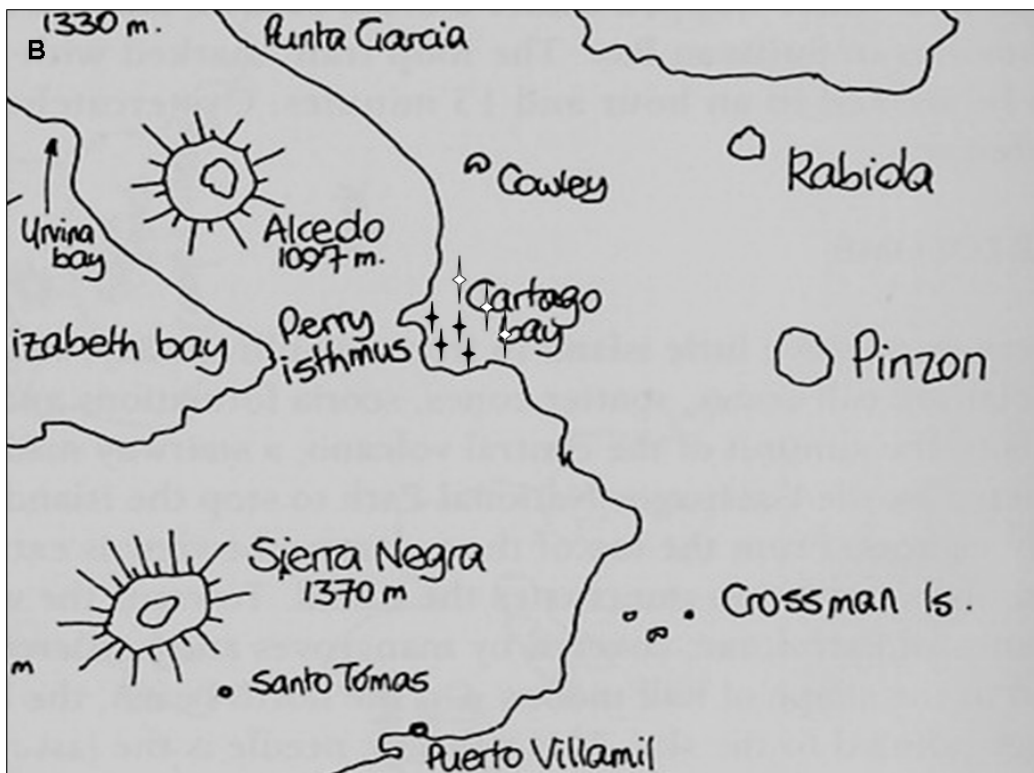 1330 m.
B
Punta Garcia
Cowley
Rabida
Alcedo
1097 m.
Urvina
bay
Cartago
bay
Perry
isthmus
izabeth bay
Pinzon
Sierra Negra
1370 m
Crossman Is.
m
Santo Tomas
Puerto Villamil